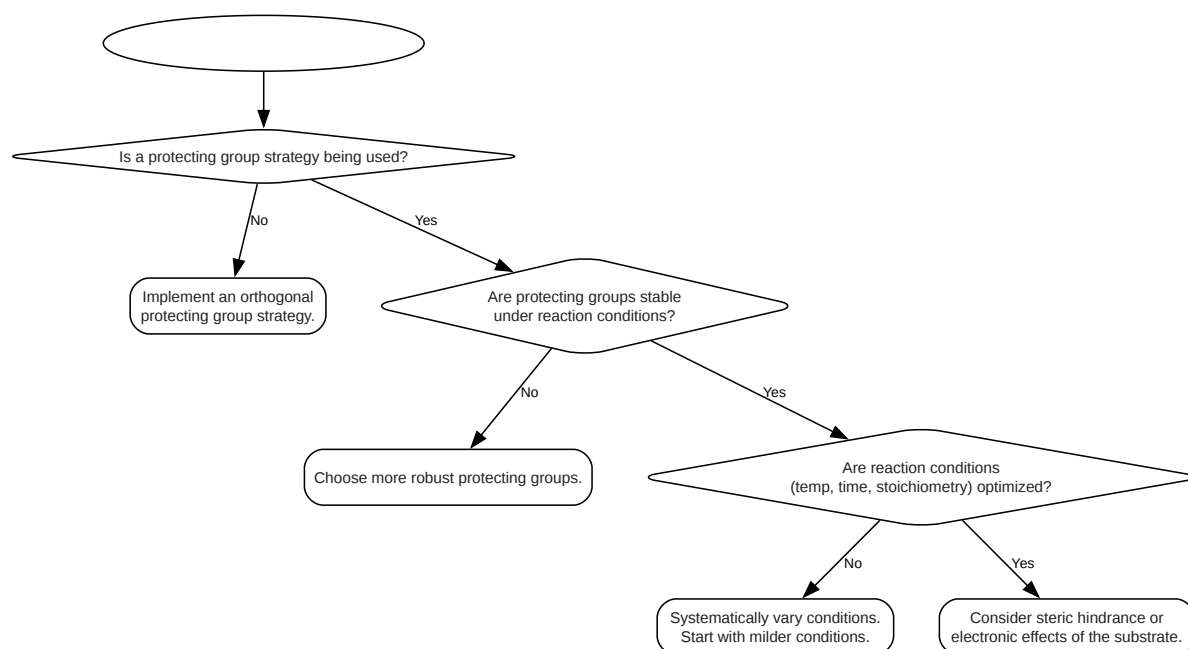 Is a protecting group strategy being used?
No
Yes
Implement an orthogonal
protecting group strategy.
Are protecting groups stable
under reaction conditions?
No
Yes
Choose more robust protecting groups.
Are reaction conditions
(temp, time, stoichiometry) optimized?
No
Yes
Systematically vary conditions.
Start with milder conditions.
Consider steric hindrance or
electronic effects of the substrate.